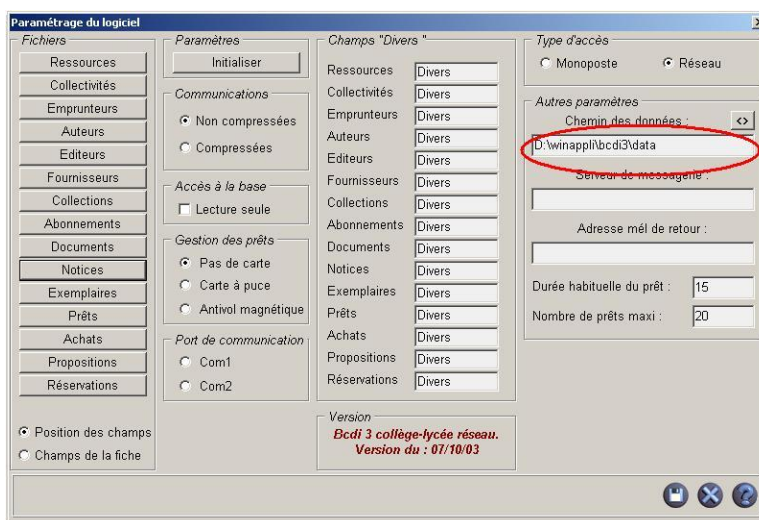 Paramétrage du logiciel
Fichiers
Ressources
Collectivités
Emprunteurs
Auteurs
Editeurs
Fournisseurs
Collections
Abonnements
Documents
Notices
Exemplaires
Prêts
Achats
Propositions
Réservations
Position des champs
Champs de la fiche
Paramètres
Initialiser
Communications
Non compressées
Compressées
Accès à la base
Lecture seule
Gestion des prêts
Pas de carte
Carte à puce
Antivol magnétique
Port de communication
Com1
Com2
Champs "Divers "
Ressources Divers
Collectivités Divers
Emprunteurs Divers
Auteurs Divers
Editeurs Divers
Fournisseurs Divers
Collections Divers
Abonnements Divers
Documents Divers
Notices Divers
Exemplaires Divers
Prêts Divers
Achats Divers
Propositions Divers
Réservations Divers
Version
Bcdi 3 collège-lycée réseau.
Version du : 07/10/03
Type d'accès
Monoposte Réseau
Autres paramètres
Chemin des données : <>
D:\winappli\bcdi3\data
Serveur de messagerie :
Adresse mél de retour :
Durée habituelle du prêt : 15
Nombre de prêts maxi : 20